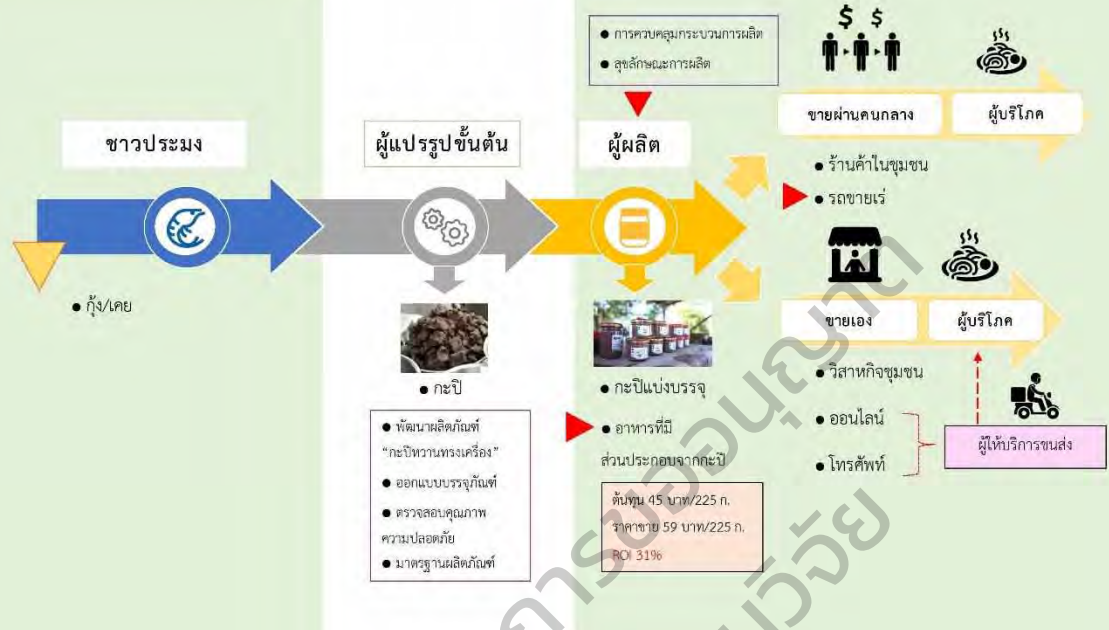 ● การควบคลุมกระบวนการผลิต
● สุขลักษณะการผลิต
$ $
ชาวประมง
ผู้แปรรูปขั้นต้น
ผู้ผลิต
ขายผ่านคนกลาง
ผู้บริโภค
● ร้านค้าในชุมชน
● รถขายเร่
● กุ้ง/เคย
ขายเอง
ผู้บริโภค
● กะปิ
● กะปิแบ่งบรรจุ
● อาหารที่มี
ส่วนประกอบจากกะปิ
● วิสาหกิจชุมชน
● ออนไลน์
● โทรศัพท์
ผู้ให้บริการขนส่ง
● พัฒนาผลิตภัณฑ์
“กะปิหวานทรงเครื่อง”
● ออกแบบบรรจุภัณฑ์
● ตรวจสอบคุณภาพ
ความปลอดภัย
● มาตรฐานผลิตภัณฑ์
ต้นทุน 45 บาท/225 ก.
ราคาขาย 59 บาท/225 ก.
ROI 31%